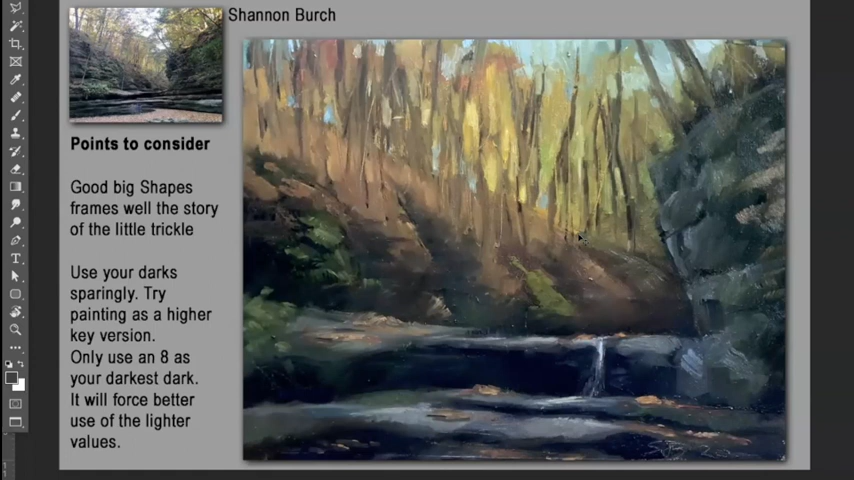 Shannon Burch
Points to consider
Good big Shapes
frames well the story
of the little trickle
Use your darks
sparingly. Try
painting as a higher
key version.
Only use an 8 as
your darkest dark.
It will force better
use of the lighter
values.